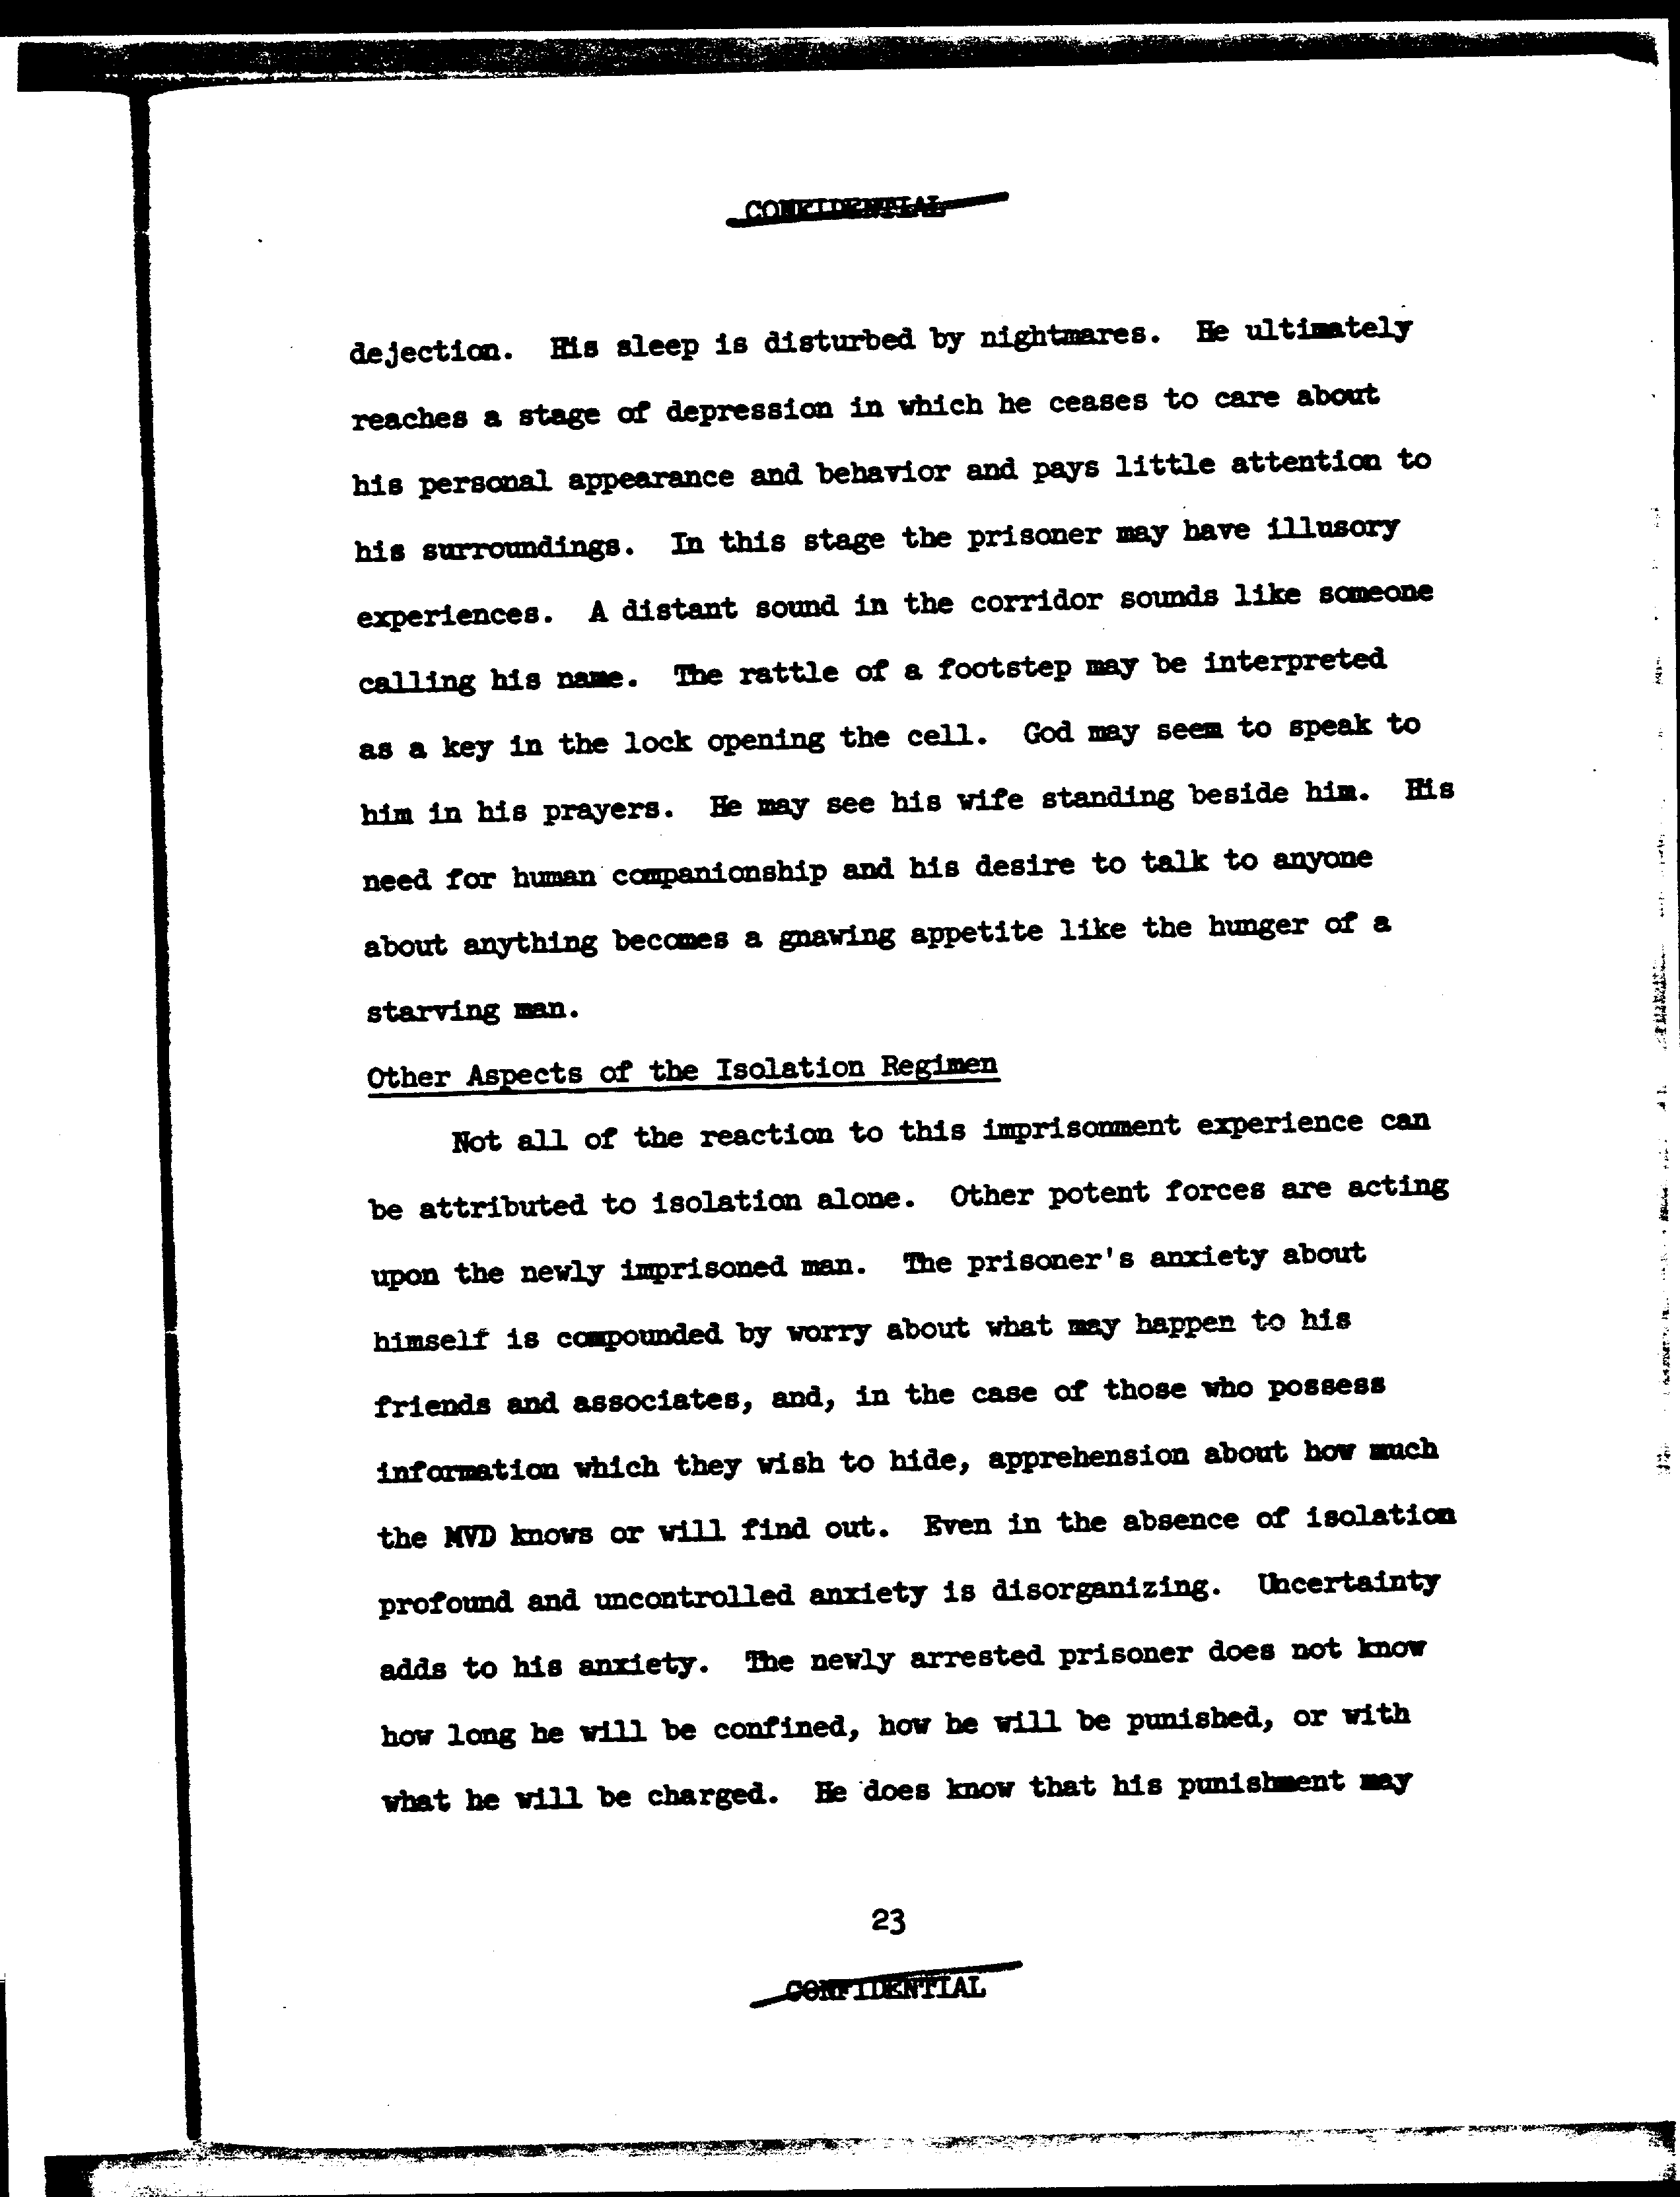 CONFIDENTIAL
dejection. His sleep is disturbed by nightmares. He ultimately
reaches a stage of depression in which he ceases to care about
his personal appearance and behavior and pays little attention to
his surroundings. In this stage the prisoner may have illusory
experiences. A distant sound in the corridor sounds like someone
calling his name. The rattle of a footstep may be interpreted
as a key in the lock opening the cell. God may seem to speak to
him in his prayers. He may see his wife standing beside him. His
need for human companionship and his desire to talk to anyone
about anything becomes a gnawing appetite like the hunger of a
starving man.
Other Aspects of the Isolation Regimen
Not all of the reaction to this imprisonment experience can
be attributed to isolation alone. Other potent forces are acting
upon the newly imprisoned man. The prisoner's anxiety about
himself is compounded by worry about what may happen to his
friends and associates, and, in the case of those who possess
information which they wish to hide, apprehension about how much
the MVD knows or will find out. Even in the absence of isolation
profound and uncontrolled anxiety is disorganizing. Uncertainty
adds to his anxiety. The newly arrested prisoner does not know
how long he will be confined, how he will be punished, or with
what he will be charged. He does know that his punishment may
23
CONFIDENTIAL